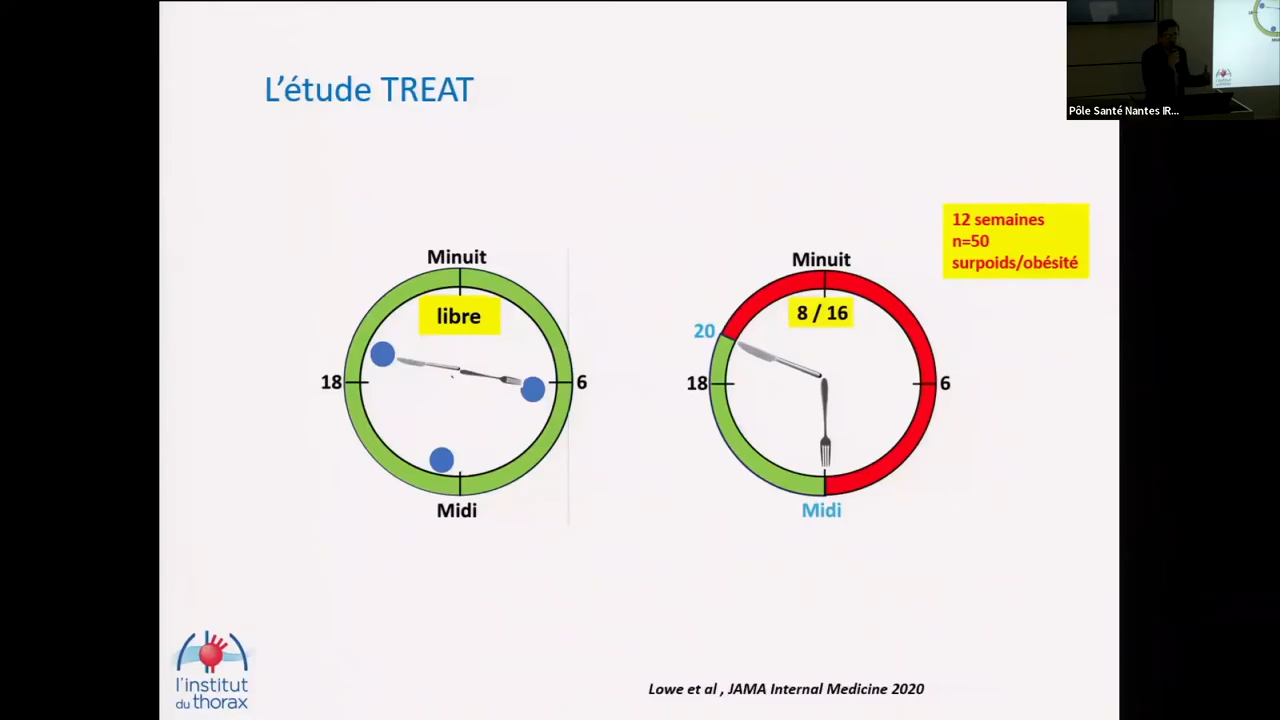 L'étude TREAT
Pôle Santé Nantes IR...
12 semaines
n=50
surpoids/obésité
Minuit
libre
18
6
Midi
Minuit
8 / 16
20
18
6
Midi
l'institut
du thorax
Lowe et al , JAMA Internal Medicine 2020